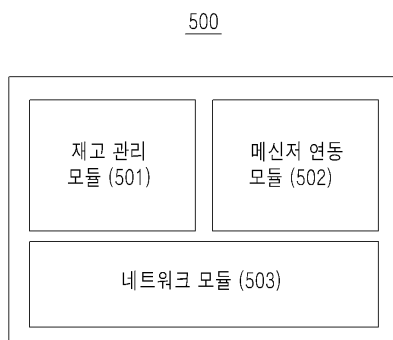 500
재고 관리
모듈 (501)
메신저 연동
모듈 (502)
네트워크 모듈 (503)